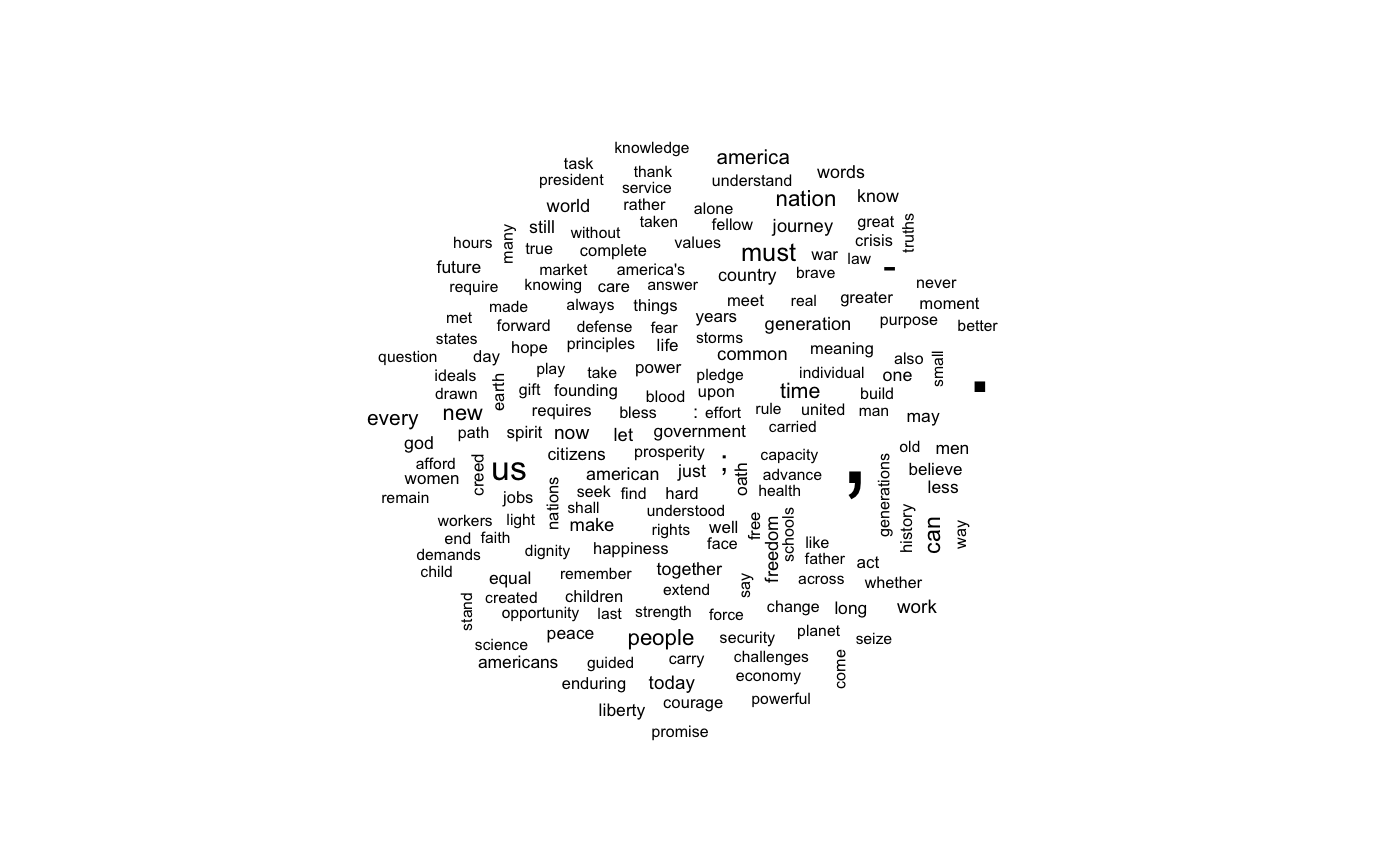 knowledge
task thank america
president service understand words
world rather alone nation know
many still without taken fellow journey great truths
hours true complete values must war crisis law
future market america's country brave -
require knowing care answer never
made always things meet real greater moment
met forward defense fear years generation purpose better
states hope principles life storms common meaning also small
question day play take power pledge individual one .
ideals earth gift founding blood upon time build
drawn requires bless : effort rule united man may
every new now let government carried
god path spirit citizens prosperity ; capacity old men
afford creed us american just oath advance , generations believe
women jobs nations seek find hard health less
remain shall understood
workers light make rights well free freedom schools history can way
end faith dignity happiness face like
demands father act
child equal remember together say across whether
stand created children extend
opportunity last strength force change long work
science peace people security planet seize
americans guided carry challenges come
enduring today economy
liberty courage powerful
promise